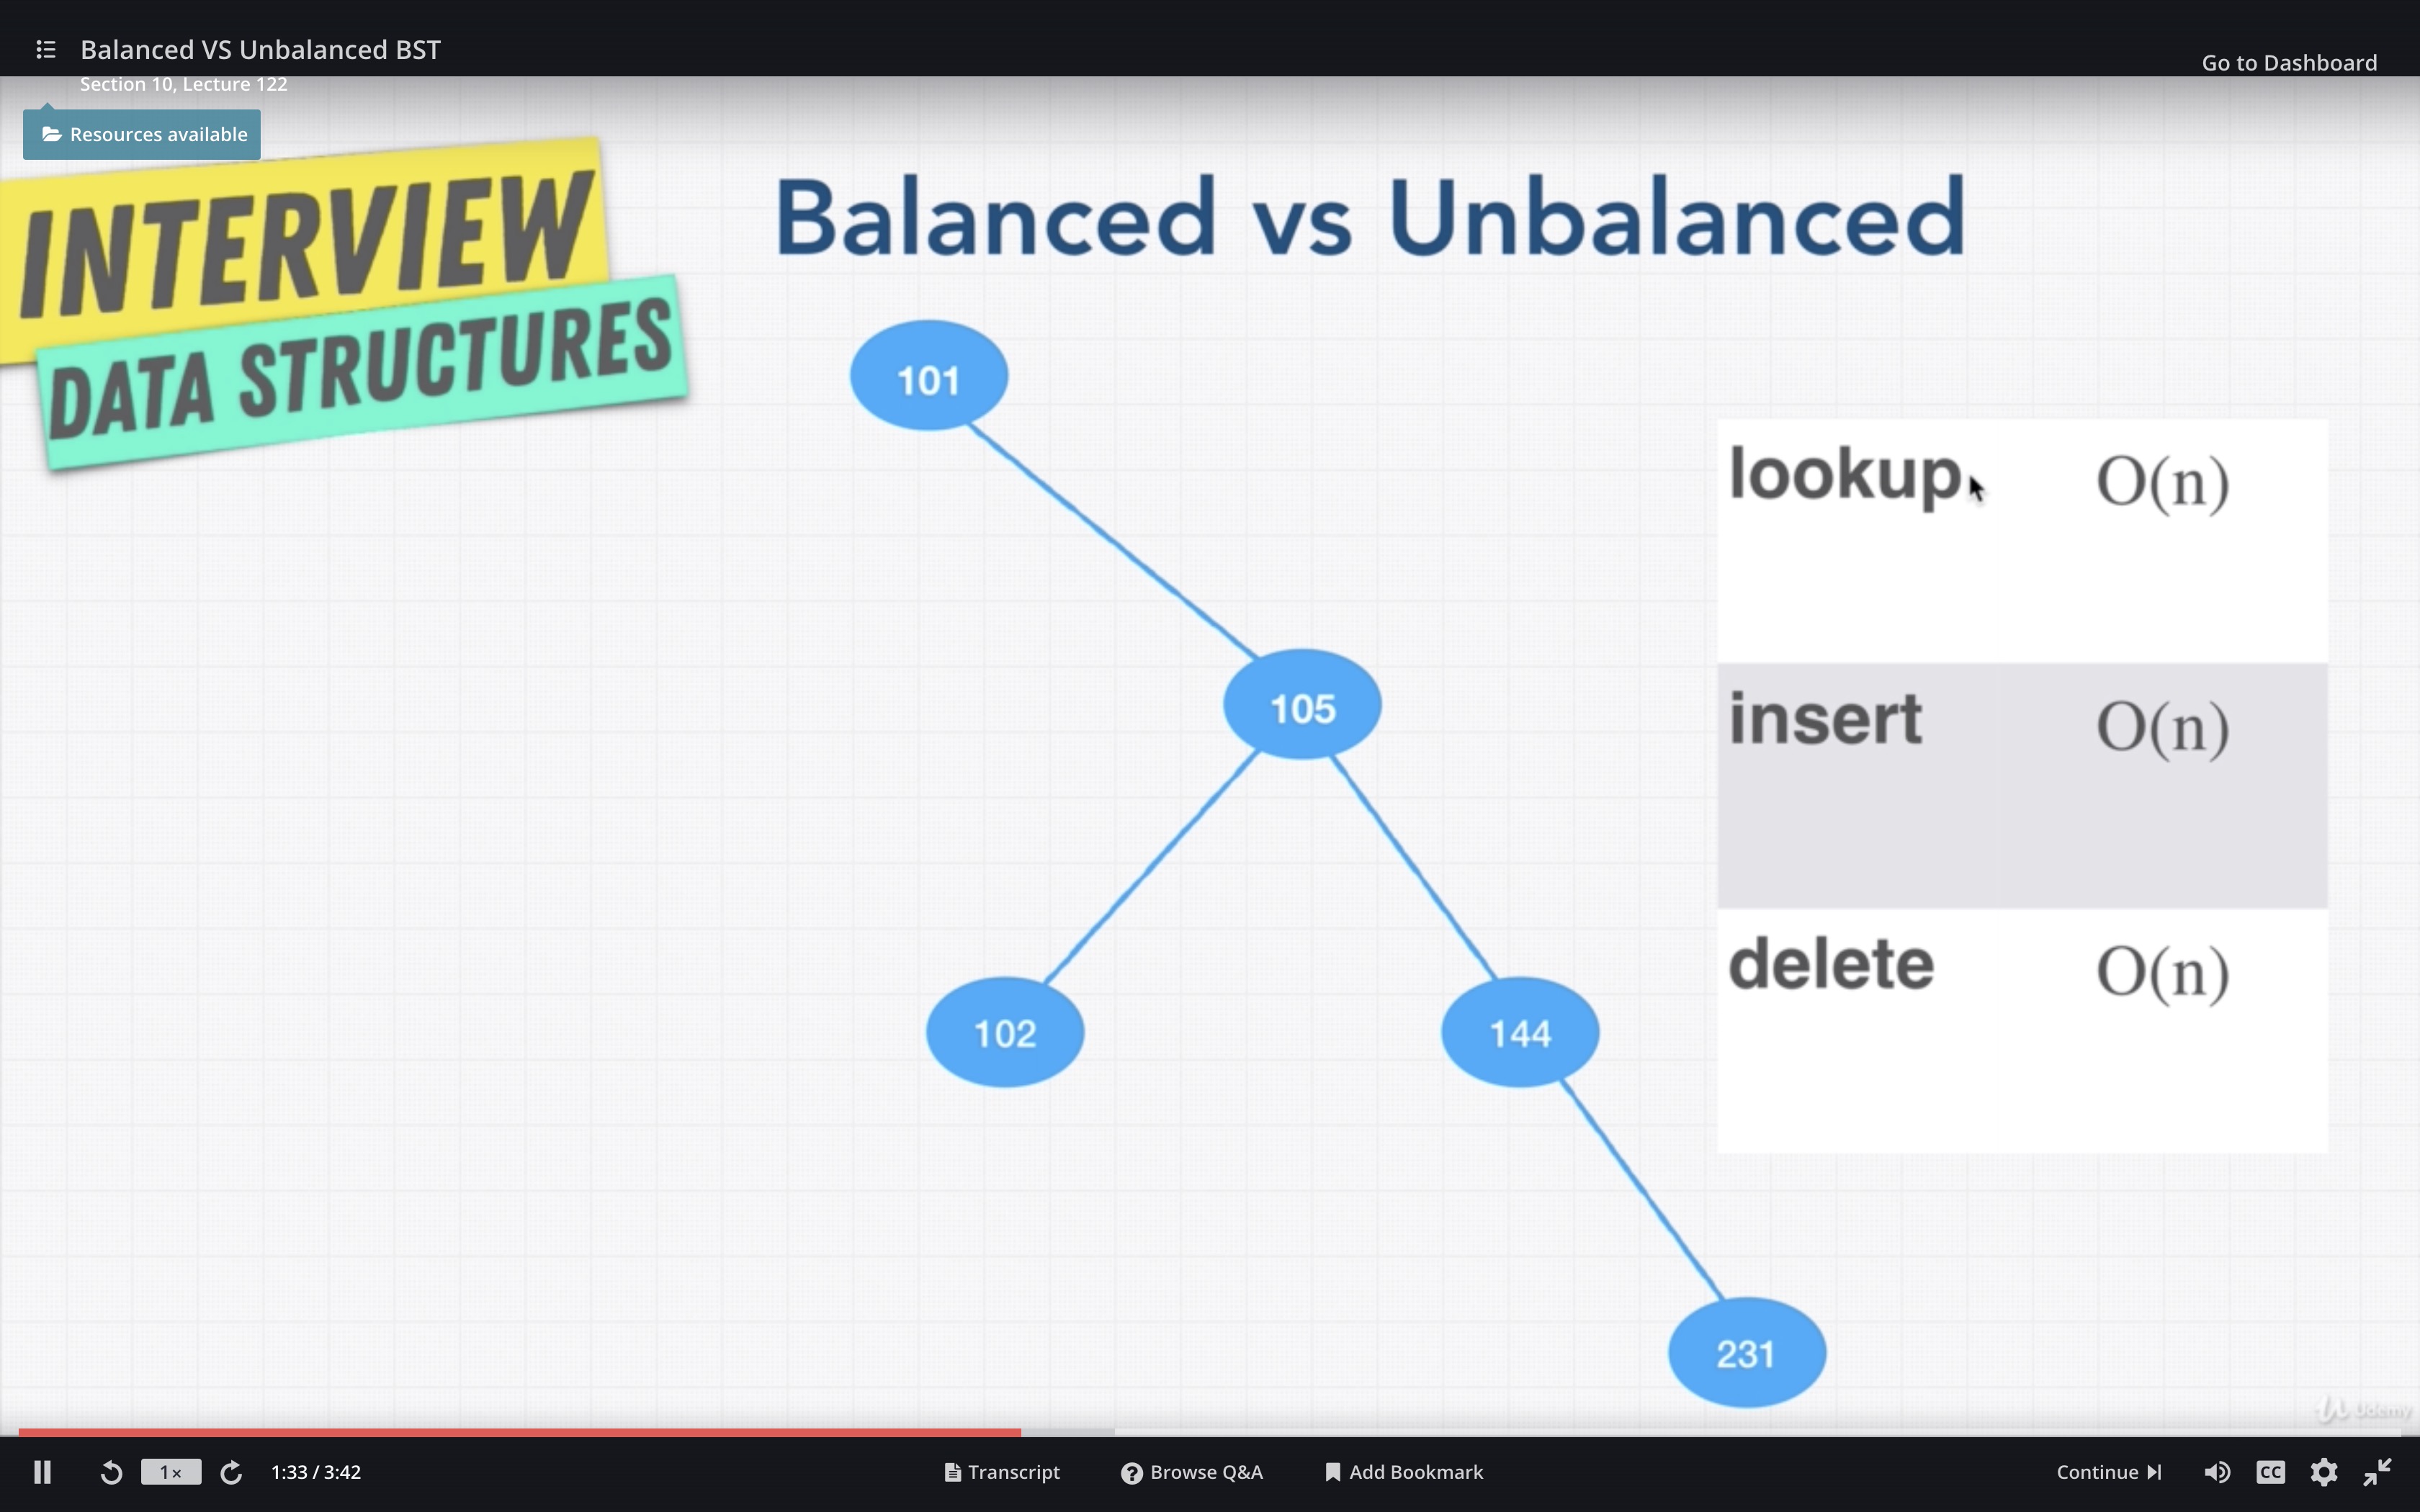 Balanced VS Unbalanced BST
Go to Dashboard
Section 10, Lecture 122
Resources available
INTERVIEW
DATA STRUCTURES
Balanced vs Unbalanced
101
105
102
144
231
lookup O(n)
insert O(n)
delete O(n)
Udemy
1× 1:33 / 3:42 Transcript ? Browse Q&A Add Bookmark Continue CC